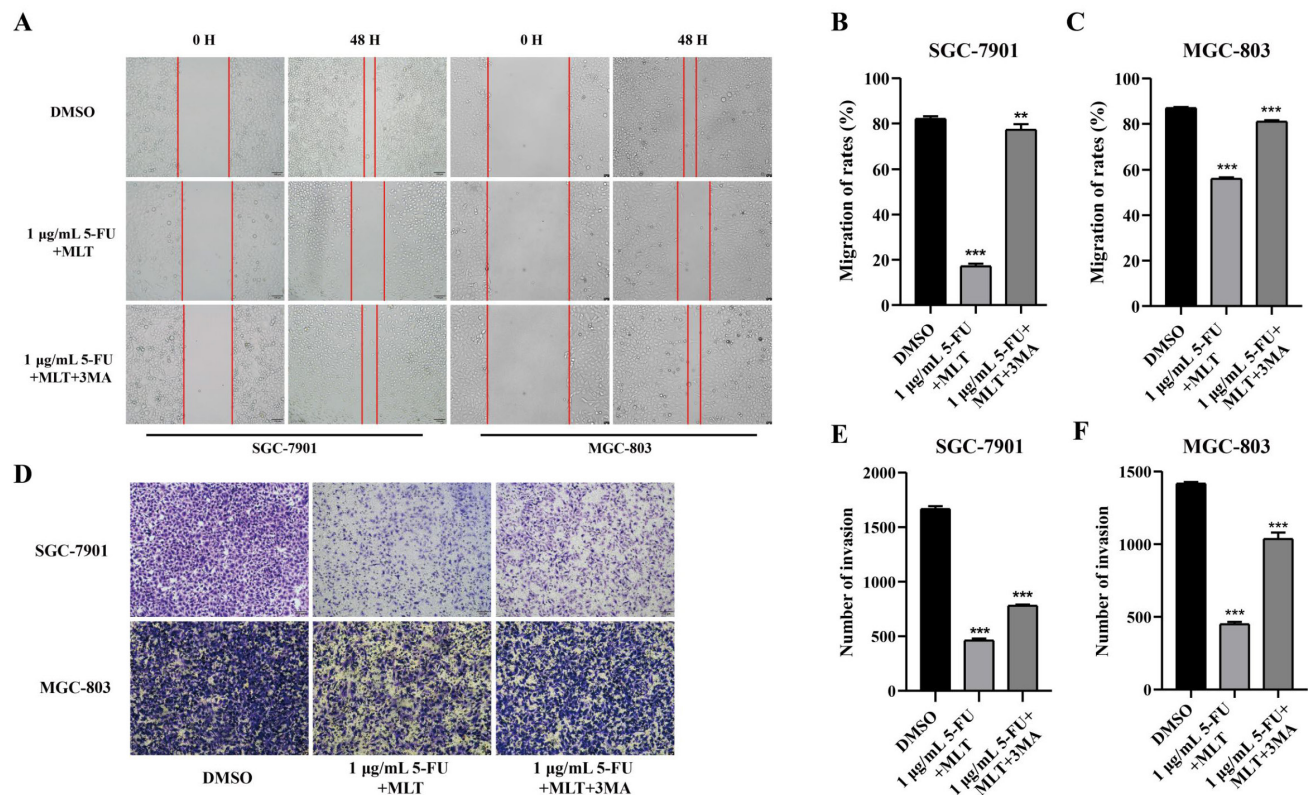 A
0 H
48 H
0 H
48 H
DMSO
1 μg/mL 5-FU
+MLT
1 μg/mL 5-FU
+MLT+3MA
SGC-7901
MGC-803
B
SGC-7901
Migration of rates (%)
100
80
60
40
20
0
***
**
DMSO
1 μg/mL 5-FU
+MLT
1 μg/mL 5-FU+
MLT+3MA
C
MGC-803
Migration of rates (%)
100
80
60
40
20
0
***
***
DMSO
1 μg/mL 5-FU
+MLT
1 μg/mL 5-FU+
MLT+3MA
D
SGC-7901
MGC-803
DMSO
1 μg/mL 5-FU
+MLT
1 μg/mL 5-FU
+MLT+3MA
E
SGC-7901
Number of invasion
2000
1500
1000
500
0
***
***
DMSO
1 μg/mL 5-FU
+MLT
1 μg/mL 5-FU+
MLT+3MA
F
MGC-803
Number of invasion
1500
1000
500
0
***
***
DMSO
1 μg/mL 5-FU
+MLT
1 μg/mL 5-FU+
MLT+3MA